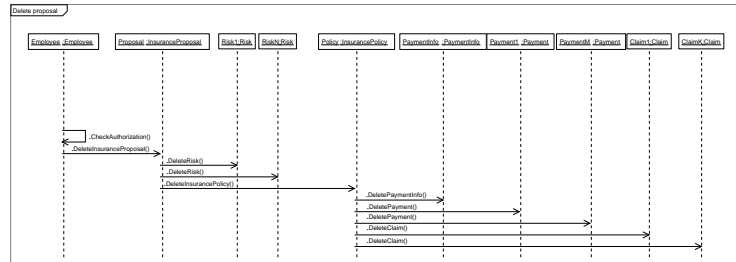 Delete proposal
Employee :Employee
Proposal :InsuranceProposal
Risk1:Risk
RiskN:Risk
Policy:InsurancePolicy
PaymentInfo :PaymentInfo
Payment1 :Payment
PaymentM :Payment
Claim1:Claim
ClaimK:Claim
.CheckAuthorization()
.DeleteInsuranceProposal()
.DeleteRisk()
.DeleteRisk()
.DeleteInsurancePolicy()
.DeletePaymentInfo()
.DeletePayment()
.DeletePayment()
.DeleteClaim()
.DeleteClaim()